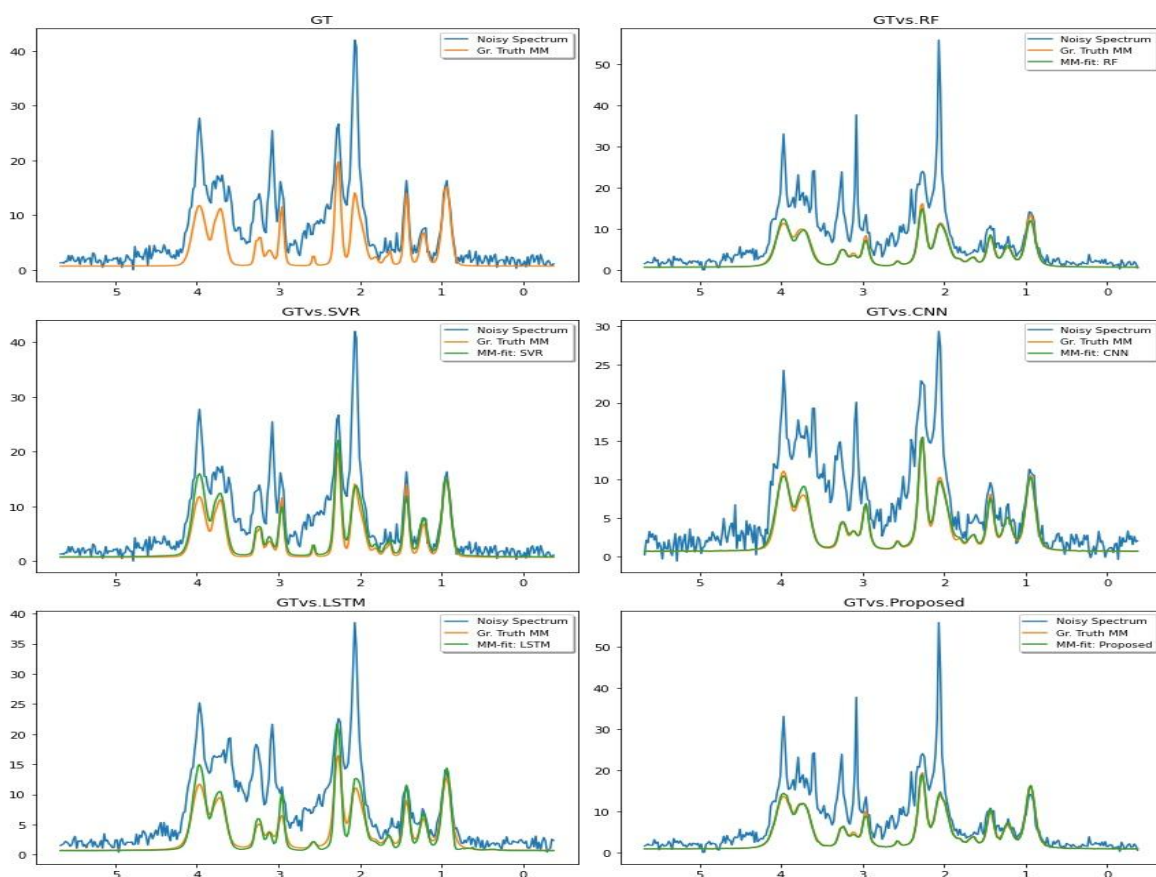 GT
Noisy Spectrum
Gr. Truth MM
40
30
20
10
0
5 4 3 2 1 0
GTvs.RF
Noisy Spectrum
Gr. Truth MM
MM-fit: RF
50
40
30
20
10
0
5 4 3 2 1 0
GTvs.SVR
Noisy Spectrum
Gr. Truth MM
MM-fit: SVR
40
30
20
10
0
5 4 3 2 1 0
GTvs.CNN
Noisy Spectrum
Gr. Truth MM
MM-fit: CNN
30
25
20
15
10
5
0
5 4 3 2 1 0
GTvs.LSTM
Noisy Spectrum
Gr. Truth MM
MM-fit: LSTM
40
35
30
25
20
15
10
5
0
5 4 3 2 1 0
GTvs.Proposed
Noisy Spectrum
Gr. Truth MM
MM-fit: Proposed
50
40
30
20
10
0
5 4 3 2 1 0